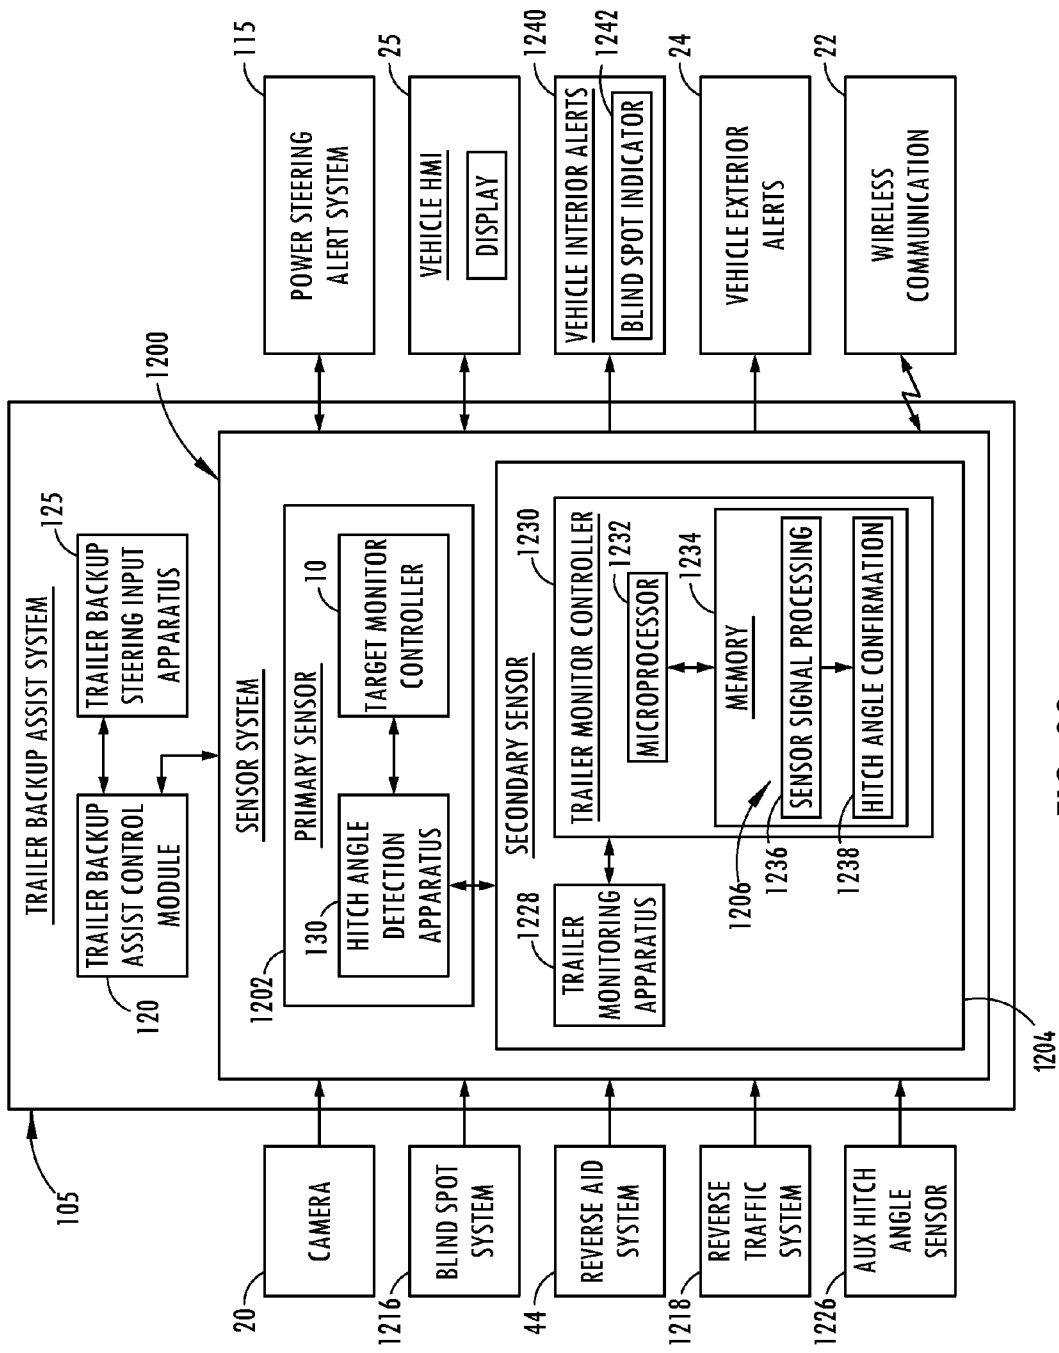 TRAILER BACKUP ASSIST SYSTEM
105
TRAILER BACKUP
ASSIST CONTROL
MODULE
120
TRAILER BACKUP
STEERING INPUT
APPARATUS
125
1200
SENSOR SYSTEM
1202
PRIMARY SENSOR
130
HITCH ANGLE
DETECTION
APPARATUS
10
TARGET MONITOR
CONTROLLER
SECONDARY SENSOR
1228
TRAILER
MONITORING
APPARATUS
TRAILER MONITOR CONTROLLER
1230
MICROPROCESSOR
1232
MEMORY
1234
1206
1236
SENSOR SIGNAL PROCESSING
1238
HITCH ANGLE CONFIRMATION
1204
20
CAMERA
1216
BLIND SPOT
SYSTEM
44
REVERSE AID
SYSTEM
1218
REVERSE
TRAFFIC
SYSTEM
1226
AUX HITCH
ANGLE
SENSOR
115
POWER STEERING
ALERT SYSTEM
25
VEHICLE HMI
DISPLAY
1240
VEHICLE INTERIOR ALERTS
1242
BLIND SPOT INDICATOR
24
VEHICLE EXTERIOR
ALERTS
22
WIRELESS
COMMUNICATION